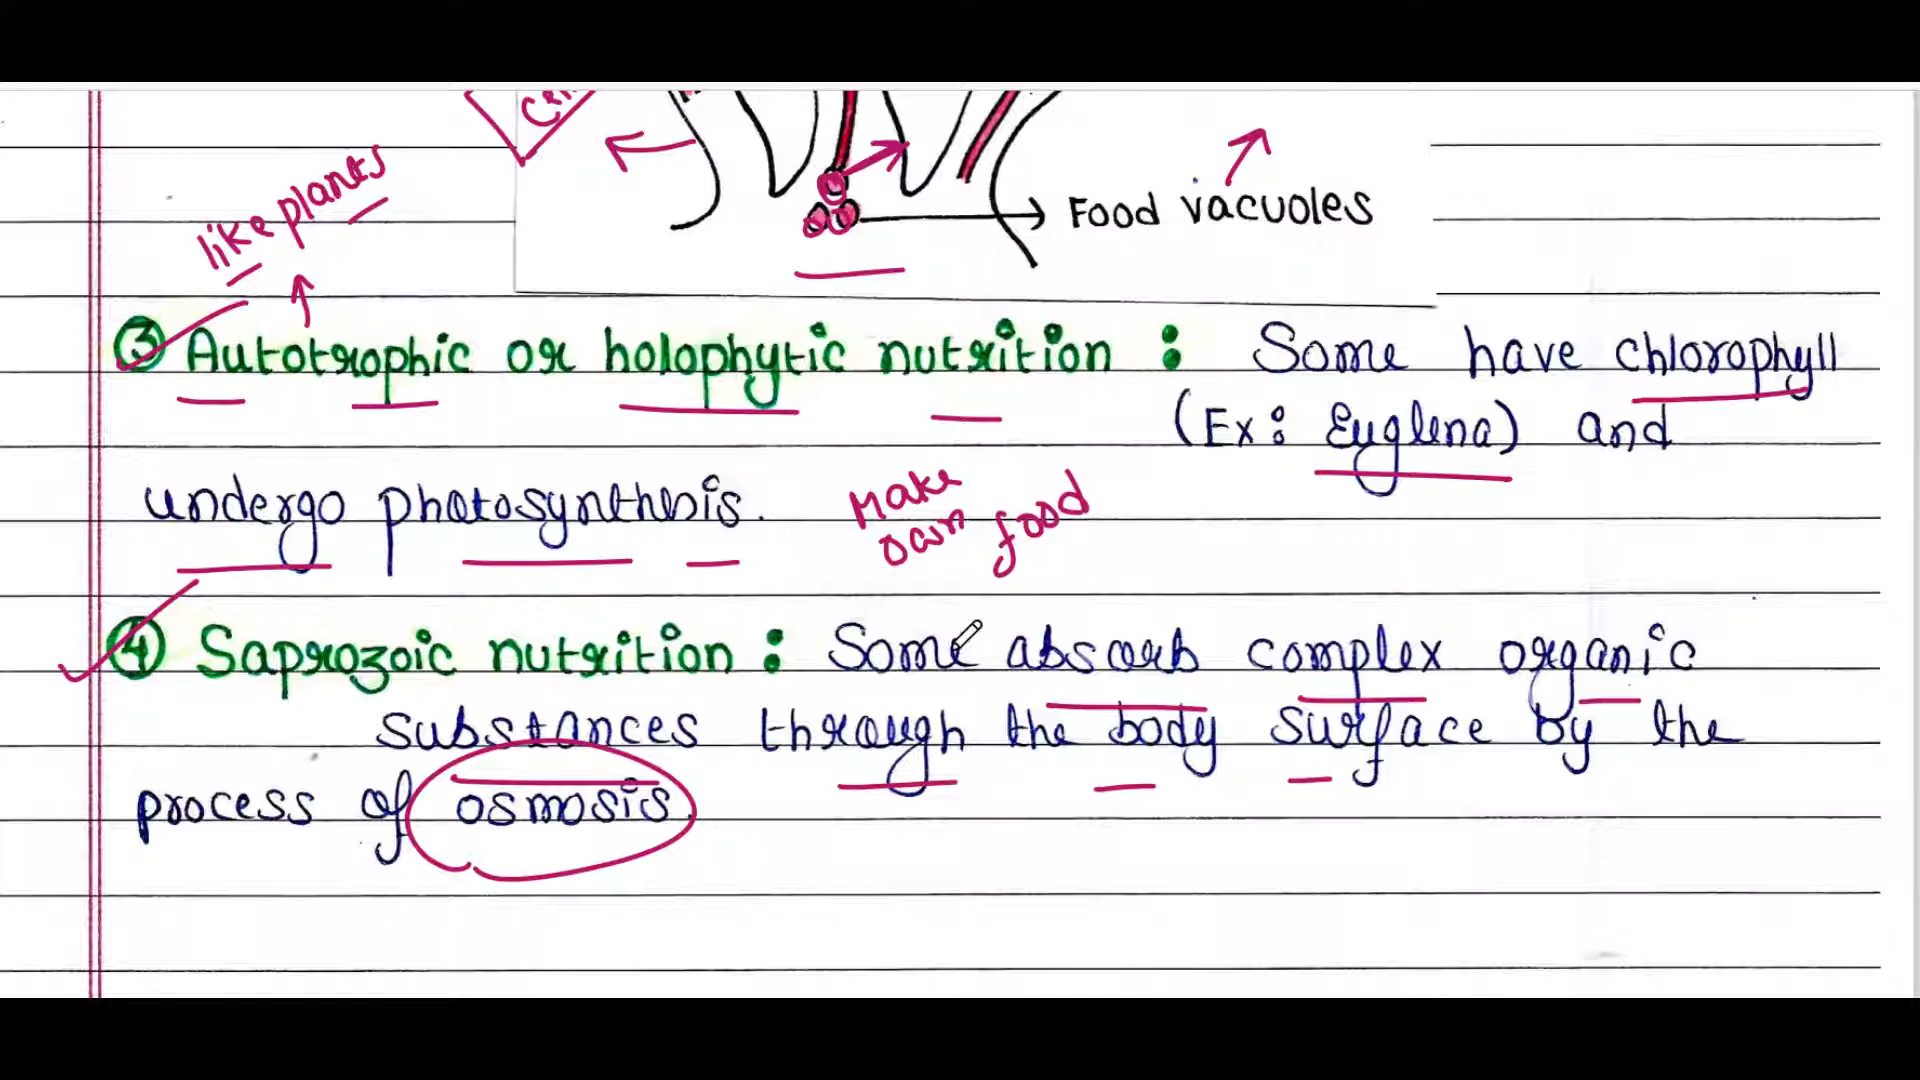 like plants
Food vacuoles
③ Autotrophic or holophytic nutrition : Some have chlorophyll
(Ex : Euglena) and
undergo photosynthesis.
Make
own food
④ Saprozoic nutrition : Some absorb complex organic
substances through the body surface by the
process of osmosis.